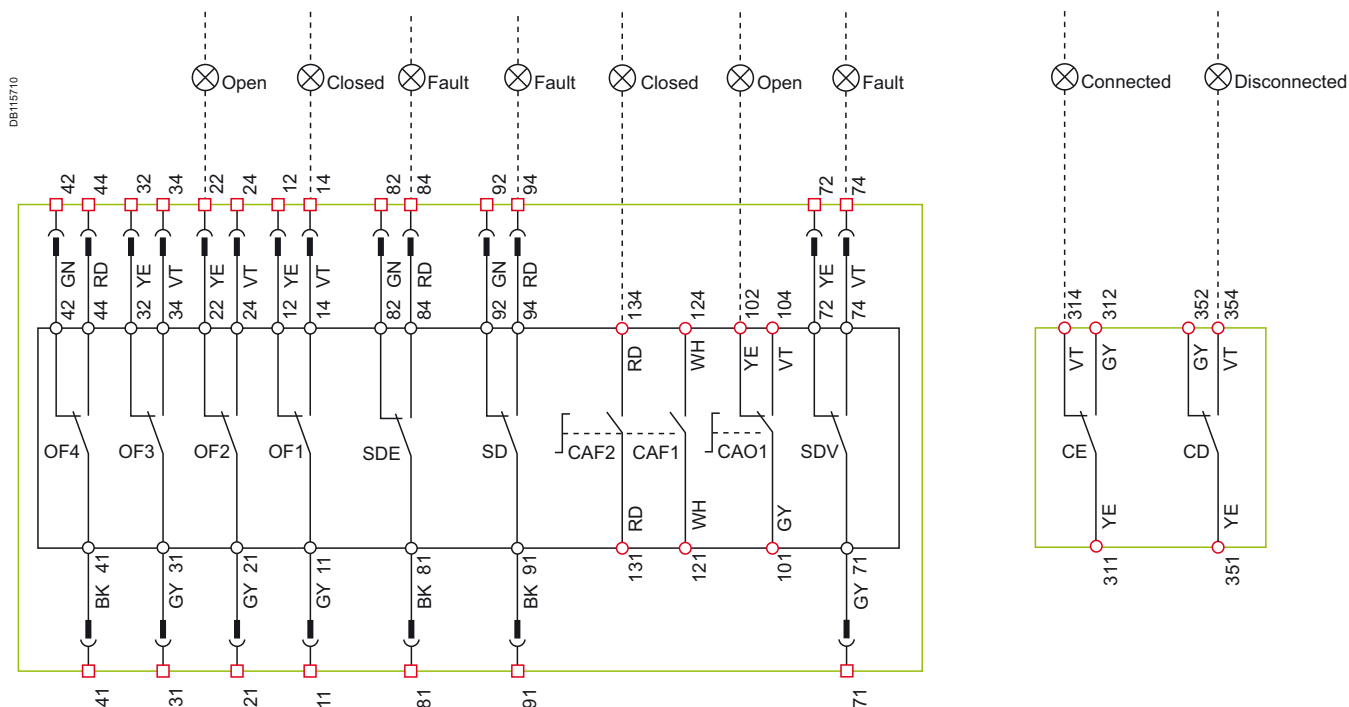 DB115710
Open Closed Fault Fault Closed Open Fault Connected Disconnected
42 44 32 34 22 24 12 14 82 84 92 94 72 74
GN RD YE VT YE VT YE VT GN RD GN RD YE VT
42 44 32 34 22 24 12 14 82 84 92 94 134 124 102 104 72 74 314 312 352 354
RD WH YE VT VT GY GY VT
OF4 OF3 OF2 OF1 SDE SD CAF2 CAF1 CAO1 SDV CE CD
RD WH GY YE YE
41 31 21 11 81 91 131 121 101 71 311 351
BK GY GY GY BK BK GY
41 31 21 11 81 91 71